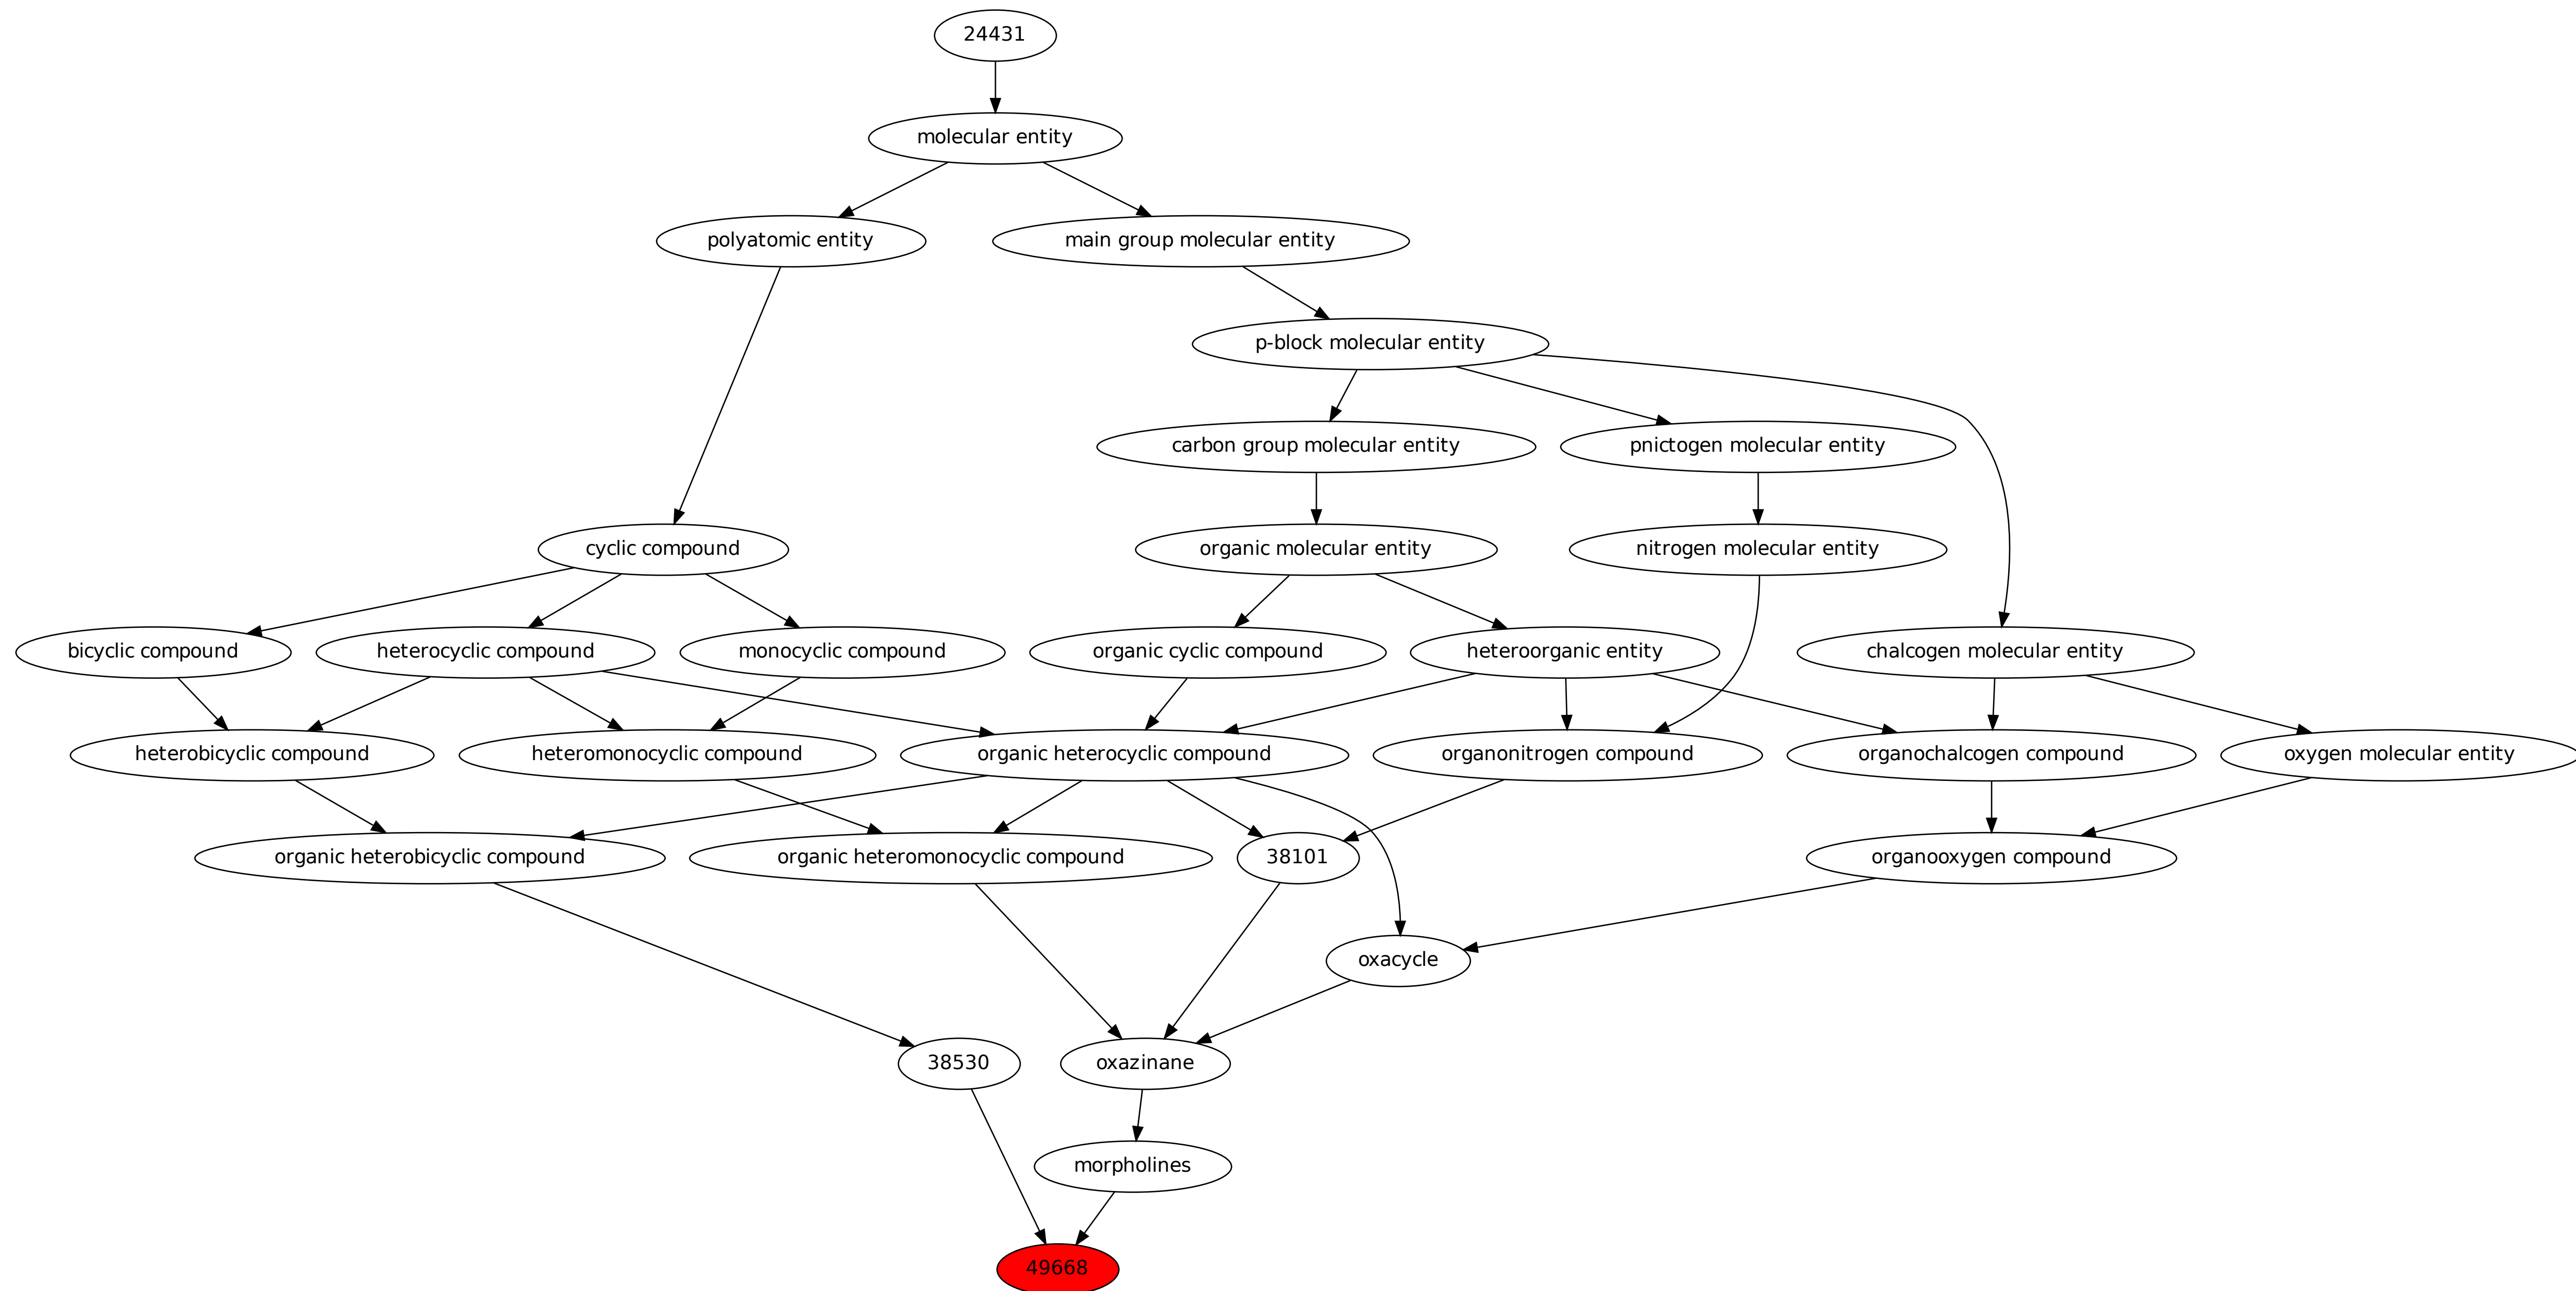 24431
molecular entity
polyatomic entity
main group molecular entity
p-block molecular entity
carbon group molecular entity
pnictogen molecular entity
cyclic compound
organic molecular entity
nitrogen molecular entity
bicyclic compound
heterocyclic compound
monocyclic compound
organic cyclic compound
heteroorganic entity
chalcogen molecular entity
heterobicyclic compound
heteromonocyclic compound
organic heterocyclic compound
organonitrogen compound
organochalcogen compound
oxygen molecular entity
organic heterobicyclic compound
organic heteromonocyclic compound
38101
organooxygen compound
oxacycle
38530
oxazinane
morpholines
49668